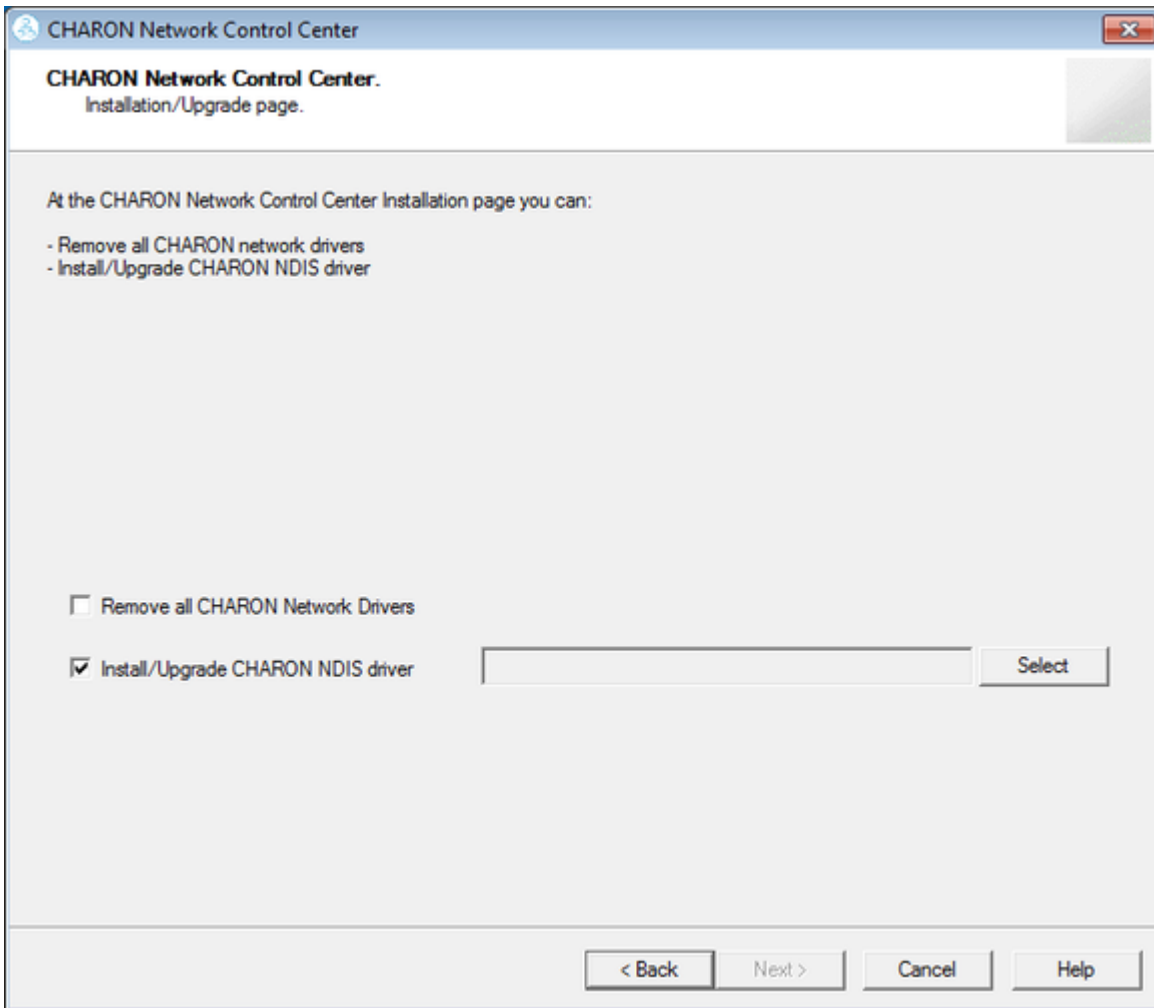 CHARON Network Control Center
CHARON Network Control Center.
Installation/Upgrade page.
At the CHARON Network Control Center Installation page you can:
- Remove all CHARON network drivers
- Install/Upgrade CHARON NDIS driver
Remove all CHARON Network Drivers
Install/Upgrade CHARON NDIS driver Select
< Back Next > Cancel Help